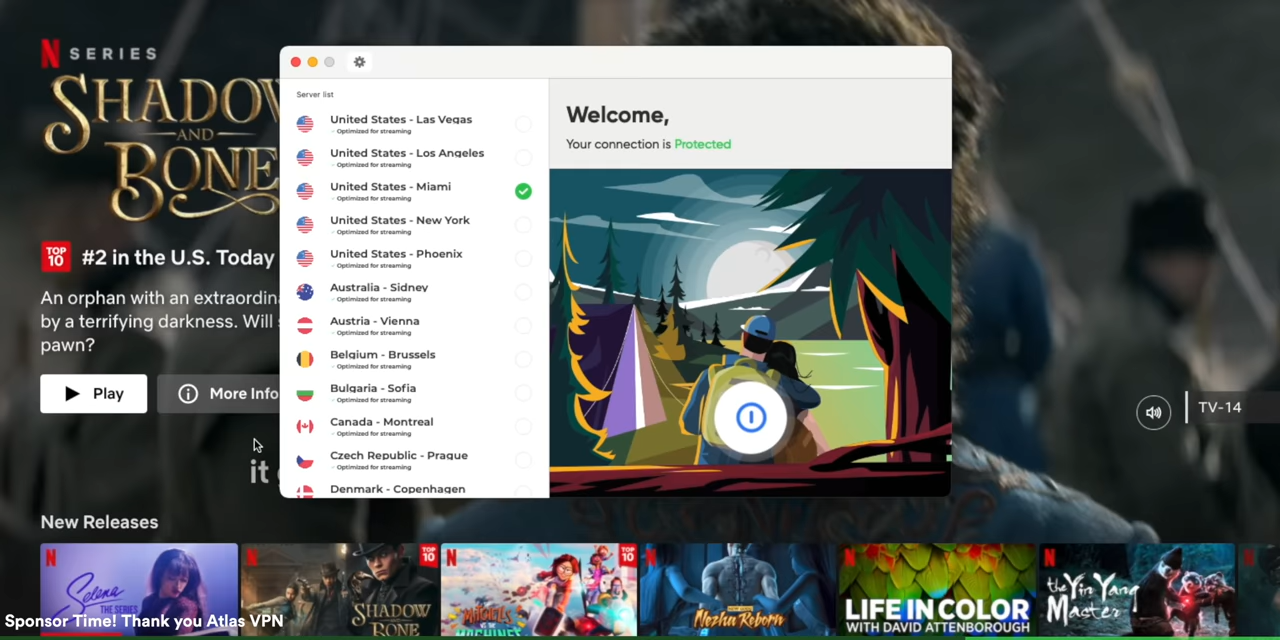 N SERIES
SHADOW
AND
BONE
TOP
10
#2 in the U.S. Today
An orphan with an extraordin
by a terrifying darkness. Will
pawn?
Play
More Info
it
Server list
United States - Las Vegas
- Optimized for streaming
United States - Los Angeles
- Optimized for streaming
United States - Miami
- Optimized for streaming
United States - New York
- Optimized for streaming
United States - Phoenix
- Optimized for streaming
Australia - Sidney
- Optimized for streaming
Austria - Vienna
- Optimized for streaming
Belgium - Brussels
- Optimized for streaming
Bulgaria - Sofia
- Optimized for streaming
Canada - Montreal
- Optimized for streaming
Czech Republic - Prague
- Optimized for streaming
Denmark - Copenhagen
Welcome,
Your connection is Protected
TV-14
New Releases
N
Selena
THE SERIES
N
TOP
10
SHADOW
BONE
N
TOP
10
MITCHELLS
MACHINES
N
Nezha Reborn
N
LIFE IN COLOR
WITH DAVID ATTENBOROUGH
N
the Yin Yang
Master
Sponsor Time! Thank you Atlas VPN